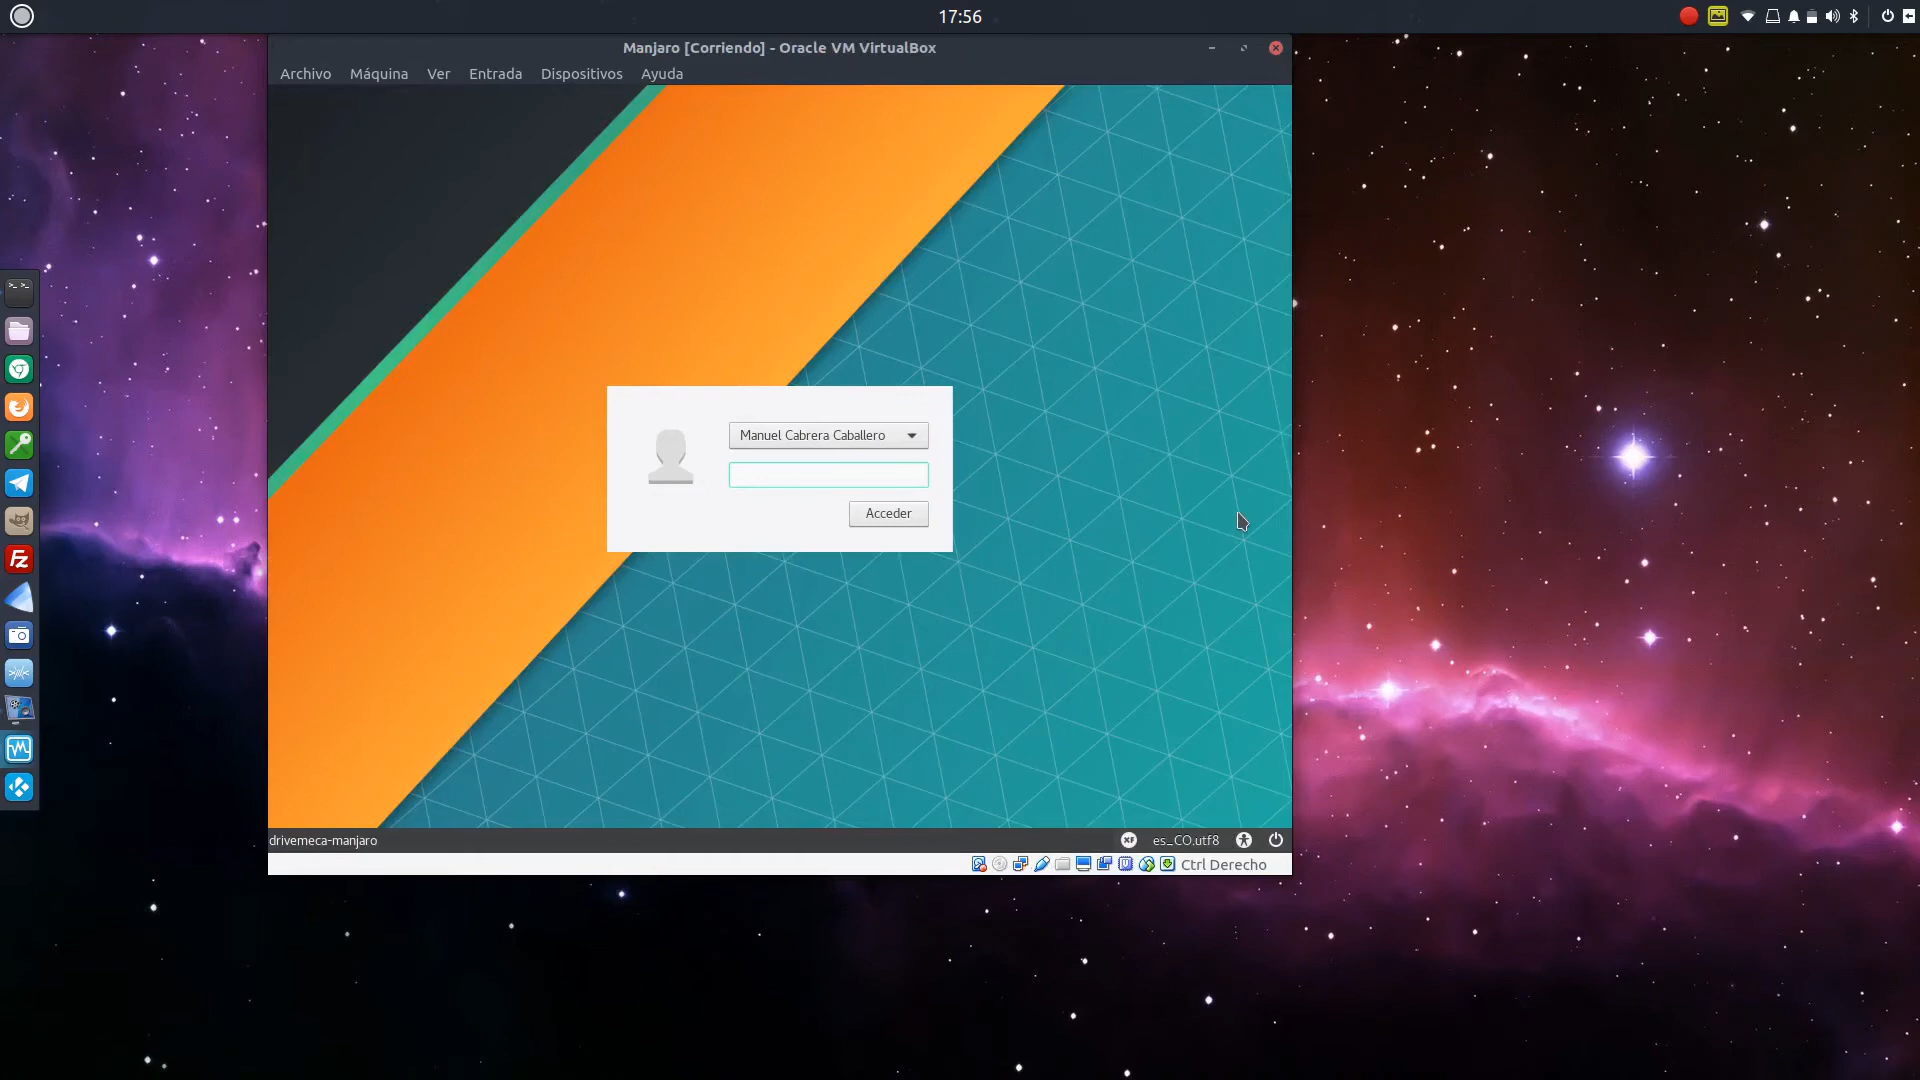 17:56
Manjaro [Corriendo] - Oracle VM VirtualBox
Archivo Máquina Ver Entrada Dispositivos Ayuda
Manuel Cabrera Caballero
Acceder
drivemeca-manjaro
es_CO.utf8
Ctrl Derecho